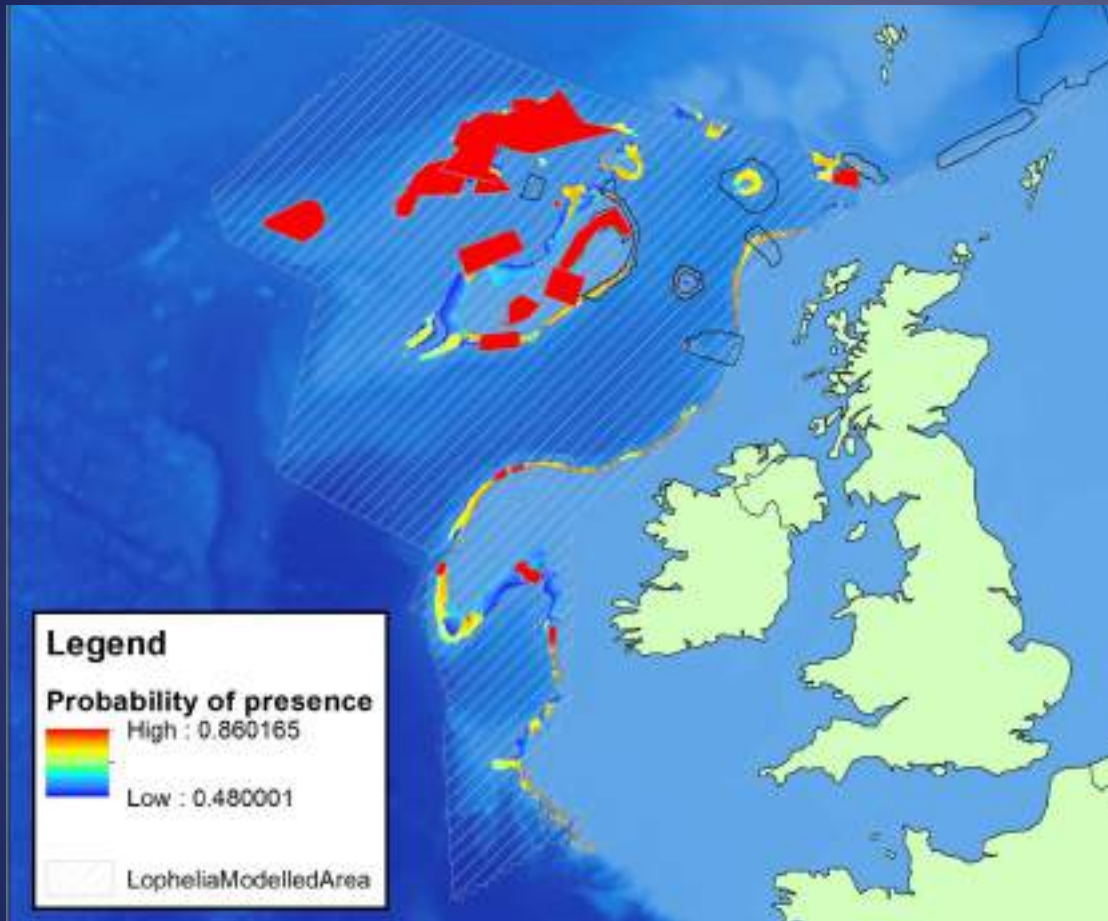 Legend
Probability of presence
High : 0.860165
Low : 0.480001
LopheliaModelledArea